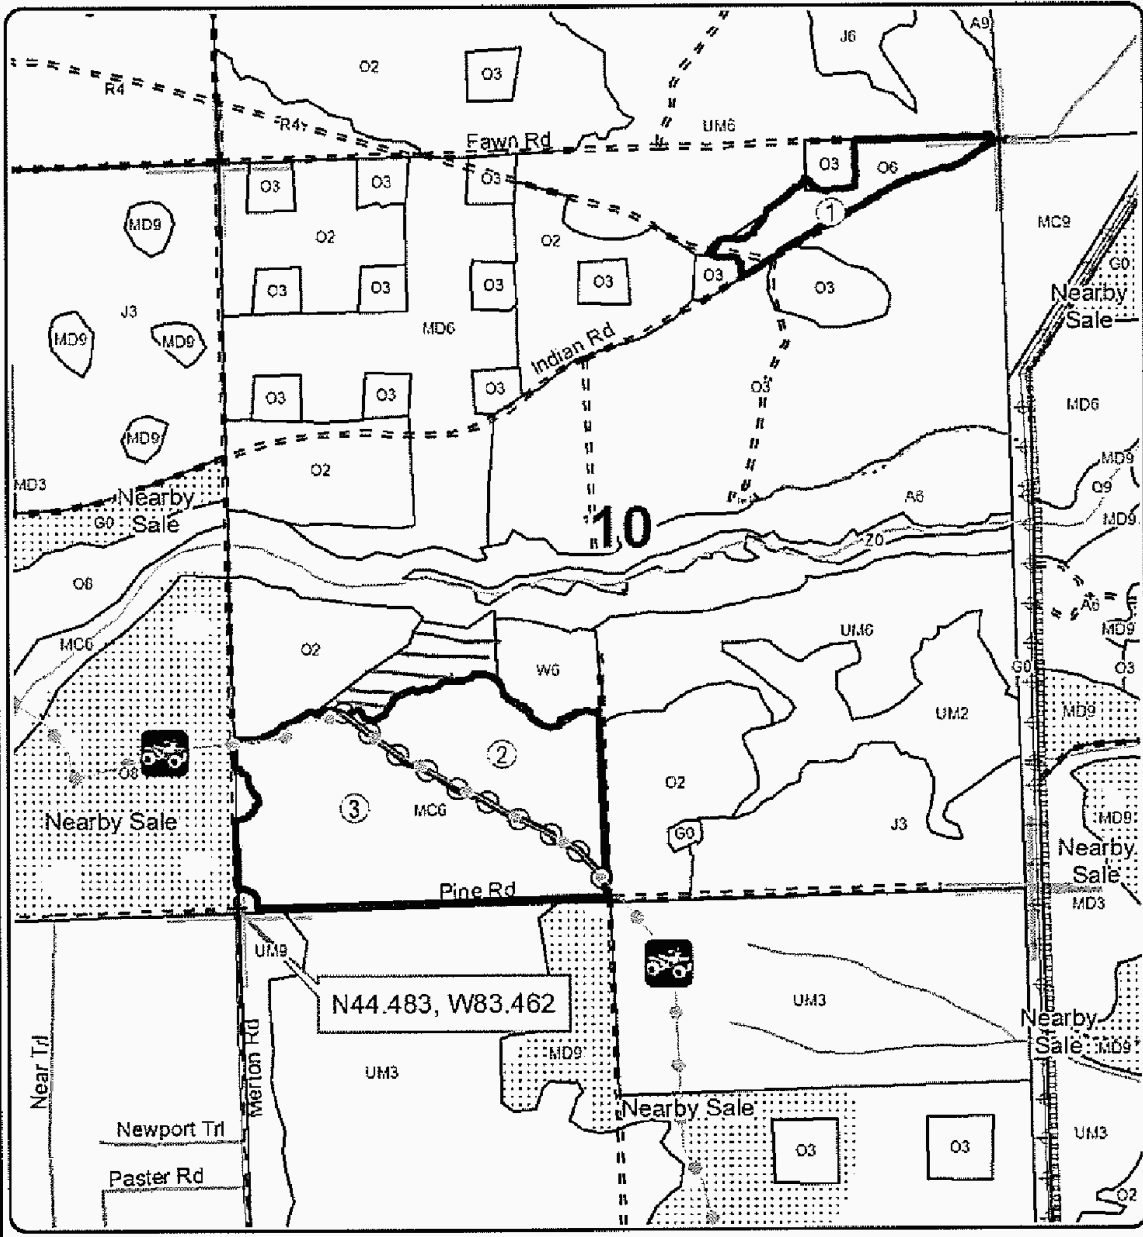 A9
J6
O2
O3
R4
R4
UM6
Fawn Rd
O3
O6
O3
O3
O3
1
MD9
O2
O2
MC9
G0
O3
O3
O3
O3
O3
O3
Nearby
Sale
J3
MD9
MD9
MD6
Indian Rd
O3
O3
O3
O3
MD6
MD9
O2
MD3
Nearby
Sale
G0
MD9
O9
MD9
A6
10
Z0
O8
A6
MD9
MC6
O2
W6
UM6
G0
O3
UM2
MD9
2
O8
O2
3
MC6
J3
MD9
Nearby Sale
G0
Nearby
Sale
Pine Rd
MD3
UM9
N44.483, W83.462
UM3
Nearby
Sale
MD9
MD9
Near Trl
Merton Rd
UM3
Nearby Sale
Newport Trl
O3
O3
UM3
Paster Rd
O2